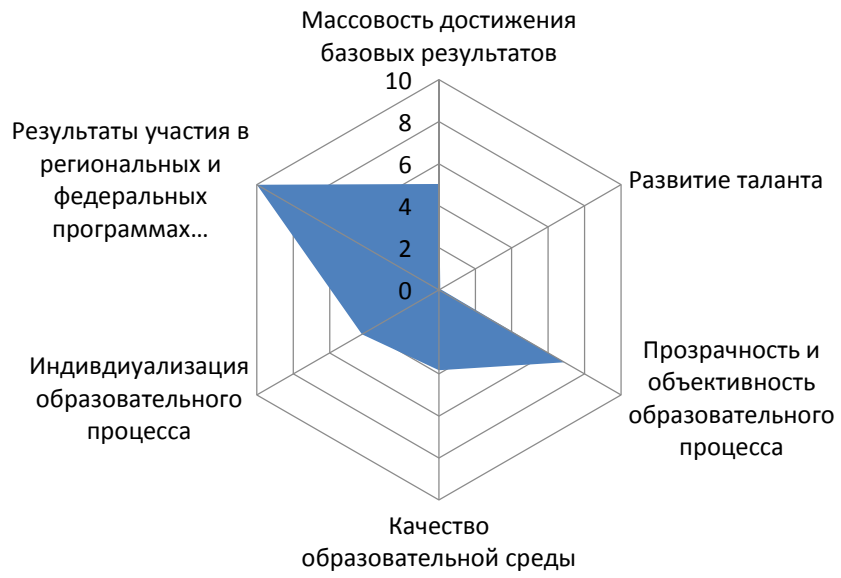 Массовость достижения
базовых результатов
10
8
6
4
2
0
Развитие таланта
Прозрачность и
объективность
образовательного
процесса
Качество
образовательной среды
Индивдиуализация
образовательного
процесса
Результаты участия в
региональных и
федеральных
программах…